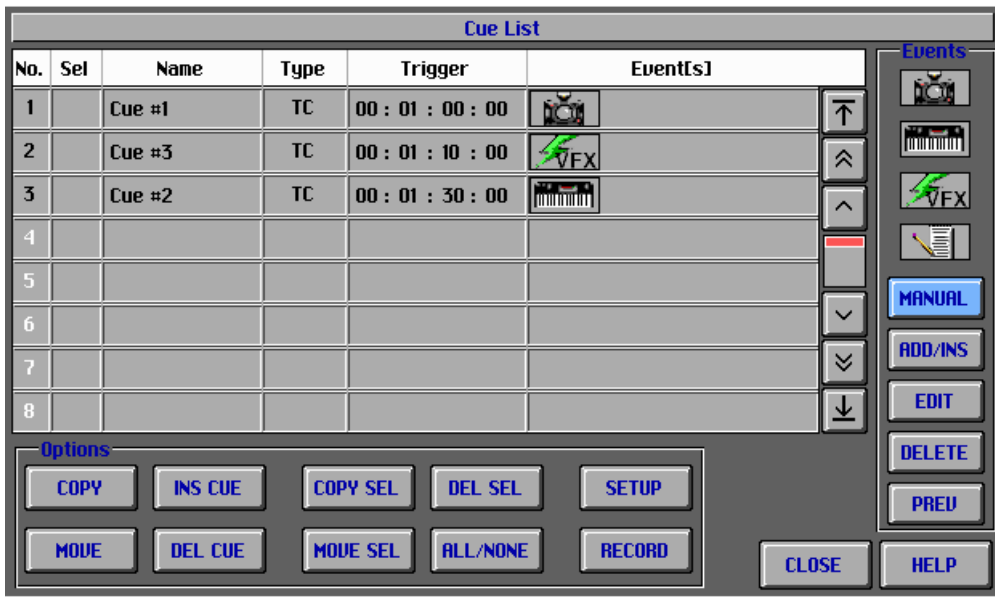 Cue List
No. Sel Name Type Trigger Event[s]
1 Cue #1 TC 00 : 01 : 00 : 00
2 Cue #3 TC 00 : 01 : 10 : 00 VFX
3 Cue #2 TC 00 : 01 : 30 : 00
4
5
6
7
8
Events
VFX
MANUAL
ADD/INS
EDIT
DELETE
PREV
Options
COPY INS CUE COPY SEL DEL SEL SETUP
MOVE DEL CUE MOVE SEL ALL/NONE RECORD
CLOSE HELP